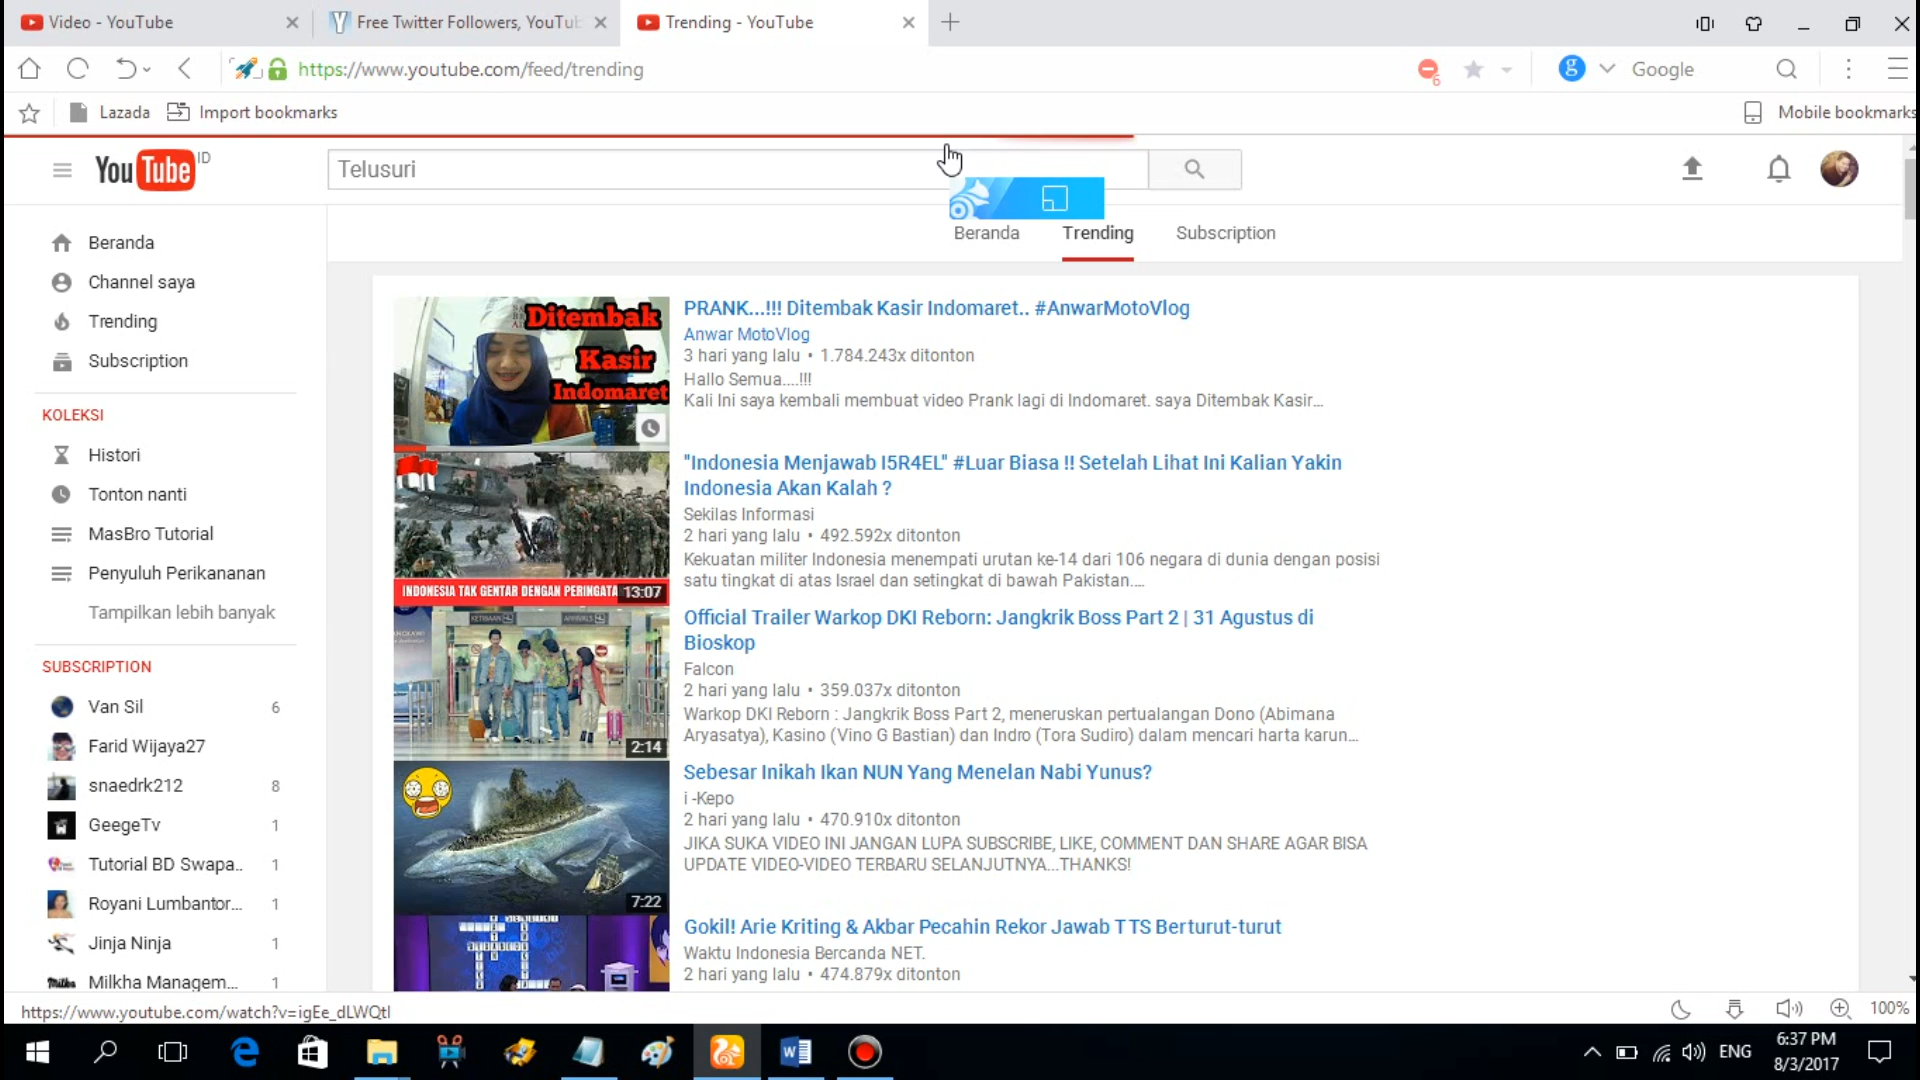 Video - YouTube
Free Twitter Followers, YouTub
Trending - YouTube
https://www.youtube.com/feed/trending
6
Google
Lazada
Import bookmarks
Mobile bookmarks
YouTube ID
Telusuri
Beranda
Trending
Subscription
Beranda
Channel saya
Trending
Subscription
KOLEKSI
Histori
Tonton nanti
MasBro Tutorial
Penyuluh Perikananan
Tampilkan lebih banyak
SUBSCRIPTION
Van Sil 6
Farid Wijaya27
snaedrk212 8
GeegeTv 1
Tutorial BD Swapa.. 1
Royani Lumbantor... 1
Jinja Ninja 1
Milkha Managem... 1
Ditembak
Kasir
Indomaret
PRANK...!!! Ditembak Kasir Indomaret.. #AnwarMotoVlog
Anwar MotoVlog
3 hari yang lalu • 1.784.243x ditonton
Hallo Semua....!!!
Kali Ini saya kembali membuat video Prank lagi di Indomaret. saya Ditembak Kasir...
INDONESIA TAK GENTAR DENGAN PERINGATA
13:07
"Indonesia Menjawab I5R4EL" #Luar Biasa !! Setelah Lihat Ini Kalian Yakin
Indonesia Akan Kalah ?
Sekilas Informasi
2 hari yang lalu • 492.592x ditonton
Kekuatan militer Indonesia menempati urutan ke-14 dari 106 negara di dunia dengan posisi
satu tingkat di atas Israel dan setingkat di bawah Pakistan....
2:14
Official Trailer Warkop DKI Reborn: Jangkrik Boss Part 2 | 31 Agustus di
Bioskop
Falcon
2 hari yang lalu • 359.037x ditonton
Warkop DKI Reborn : Jangkrik Boss Part 2, meneruskan pertualangan Dono (Abimana
Aryasatya), Kasino (Vino G Bastian) dan Indro (Tora Sudiro) dalam mencari harta karun...
7:22
Sebesar Inikah Ikan NUN Yang Menelan Nabi Yunus?
i -Kepo
2 hari yang lalu • 470.910x ditonton
JIKA SUKA VIDEO INI JANGAN LUPA SUBSCRIBE, LIKE, COMMENT DAN SHARE AGAR BISA
UPDATE VIDEO-VIDEO TERBARU SELANJUTNYA...THANKS!
Gokil! Arie Kriting & Akbar Pecahin Rekor Jawab TTS Berturut-turut
Waktu Indonesia Bercanda NET.
2 hari yang lalu • 474.879x ditonton
https://www.youtube.com/watch?v=igEe_dLWQtI
100%
ENG
6:37 PM
8/3/2017